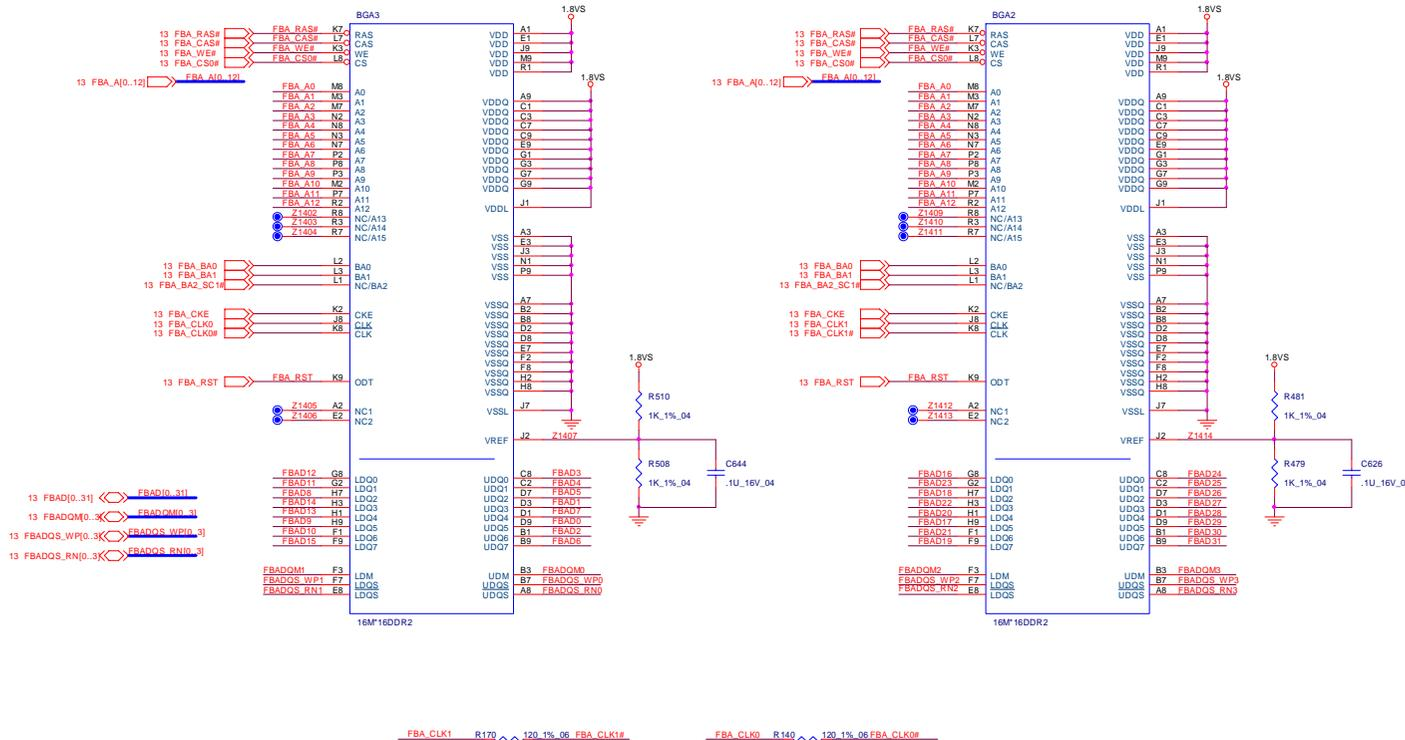 BGA3
1.8VS
13 FBA_RAS# FBA_RAS# K7 RAS VDD A1
13 FBA_CAS# FBA_CAS# L7 CAS VDD E1
13 FBA_WE# FBA_WE# K3 WE VDD J9
13 FBA_CS0# FBA_CS0# L8 CS VDD M9
VDD R1
13 FBA_A[0..12] FBA_A[0..12]
1.8VS
FBA_A0 M8 A0
FBA_A1 M3 A1 VDDQ A9
FBA_A2 M7 A2 VDDQ C1
FBA_A3 N2 A3 VDDQ C3
FBA_A4 N8 A4 VDDQ C7
FBA_A5 N3 A5 VDDQ C9
FBA_A6 N7 A6 VDDQ E9
FBA_A7 P2 A7 VDDQ G1
FBA_A8 P8 A8 VDDQ G3
FBA_A9 P3 A9 VDDQ G7
FBA_A10 M2 A10 VDDQ G9
FBA_A11 P7 A11
FBA_A12 R2 A12 VDDL J1
Z1402 R8 NC/A13
Z1403 R3 NC/A14
Z1404 R7 NC/A15 VSS A3
VSS E3
VSS J3
13 FBA_BA0 L2 BA0 VSS N1
13 FBA_BA1 L3 BA1 VSS P9
13 FBA_BA2_SC1# L1 NC/BA2
VSSQ A7
13 FBA_CKE K2 CKE VSSQ B2
13 FBA_CLK0 J8 CLK VSSQ B8
13 FBA_CLK0# K8 CLK VSSQ D2
VSSQ D8
VSSQ E7
VSSQ F2
VSSQ F8
13 FBA_RST FBA_RST K9 ODT VSSQ H2
VSSQ H8
Z1405 A2 NC1 VSSL J7
Z1406 E2 NC2
VREF J2 Z1407
1.8VS
R510
1K_1%_04
R508
1K_1%_04
C644
.1U_16V_04
13 FBAD[0..31] FBAD[0..31]
13 FBADQM[0..3] FBADQM[0..3]
13 FBADQS_WP[0..3] FBADQS_WP[0..3]
13 FBADQS_RN[0..3] FBADQS_RN[0..3]
FBAD12 G8 LDQ0 UDQ0 C8 FBAD3
FBAD11 G2 LDQ1 UDQ1 C2 FBAD4
FBAD8 H7 LDQ2 UDQ2 D7 FBAD5
FBAD14 H3 LDQ3 UDQ3 D3 FBAD1
FBAD13 H1 LDQ4 UDQ4 D1 FBAD7
FBAD9 H9 LDQ5 UDQ5 D9 FBAD0
FBAD10 F1 LDQ6 UDQ6 B1 FBAD2
FBAD15 F9 LDQ7 UDQ7 B9 FBAD6
FBADQM1 F3 LDM UDM B3 FBADQM0
FBADQS_WP1 F7 LDQS UDQS B7 FBADQS_WP0
FBADQS_RN1 E8 LDQS UDQS A8 FBADQS_RN0
16M*16DDR2
BGA2
1.8VS
13 FBA_RAS# FBA_RAS# K7 RAS VDD A1
13 FBA_CAS# FBA_CAS# L7 CAS VDD E1
13 FBA_WE# FBA_WE# K3 WE VDD J9
13 FBA_CS0# FBA_CS0# L8 CS VDD M9
VDD R1
13 FBA_A[0..12] FBA_A[0..12]
1.8VS
FBA_A0 M8 A0
FBA_A1 M3 A1 VDDQ A9
FBA_A2 M7 A2 VDDQ C1
FBA_A3 N2 A3 VDDQ C3
FBA_A4 N8 A4 VDDQ C7
FBA_A5 N3 A5 VDDQ C9
FBA_A6 N7 A6 VDDQ E9
FBA_A7 P2 A7 VDDQ G1
FBA_A8 P8 A8 VDDQ G3
FBA_A9 P3 A9 VDDQ G7
FBA_A10 M2 A10 VDDQ G9
FBA_A11 P7 A11
FBA_A12 R2 A12 VDDL J1
Z1409 R8 NC/A13
Z1410 R3 NC/A14
Z1411 R7 NC/A15 VSS A3
VSS E3
VSS J3
13 FBA_BA0 L2 BA0 VSS N1
13 FBA_BA1 L3 BA1 VSS P9
13 FBA_BA2_SC1# L1 NC/BA2
VSSQ A7
13 FBA_CKE K2 CKE VSSQ B2
13 FBA_CLK1 J8 CLK VSSQ B8
13 FBA_CLK1# K8 CLK VSSQ D2
VSSQ D8
VSSQ E7
VSSQ F2
VSSQ F8
13 FBA_RST FBA_RST K9 ODT VSSQ H2
VSSQ H8
Z1412 A2 NC1 VSSL J7
Z1413 E2 NC2
VREF J2 Z1414
1.8VS
R481
1K_1%_04
R479
1K_1%_04
C626
.1U_16V_0
FBAD16 G8 LDQ0 UDQ0 C8 FBAD24
FBAD23 G2 LDQ1 UDQ1 C2 FBAD25
FBAD18 H7 LDQ2 UDQ2 D7 FBAD26
FBAD22 H3 LDQ3 UDQ3 D3 FBAD27
FBAD20 H1 LDQ4 UDQ4 D1 FBAD28
FBAD17 H9 LDQ5 UDQ5 D9 FBAD29
FBAD21 F1 LDQ6 UDQ6 B1 FBAD30
FBAD19 F9 LDQ7 UDQ7 B9 FBAD31
FBADQM2 F3 LDM UDM B3 FBADQM3
FBADQS_WP2 F7 LDQS UDQS B7 FBADQS_WP3
FBADQS_RN2 E8 LDQS UDQS A8 FBADQS_RN3
16M*16DDR2
FBA_CLK1 R170 120_1%_06 FBA_CLK1#
FBA_CLK0 R140 120_1%_06 FBA_CLK0#